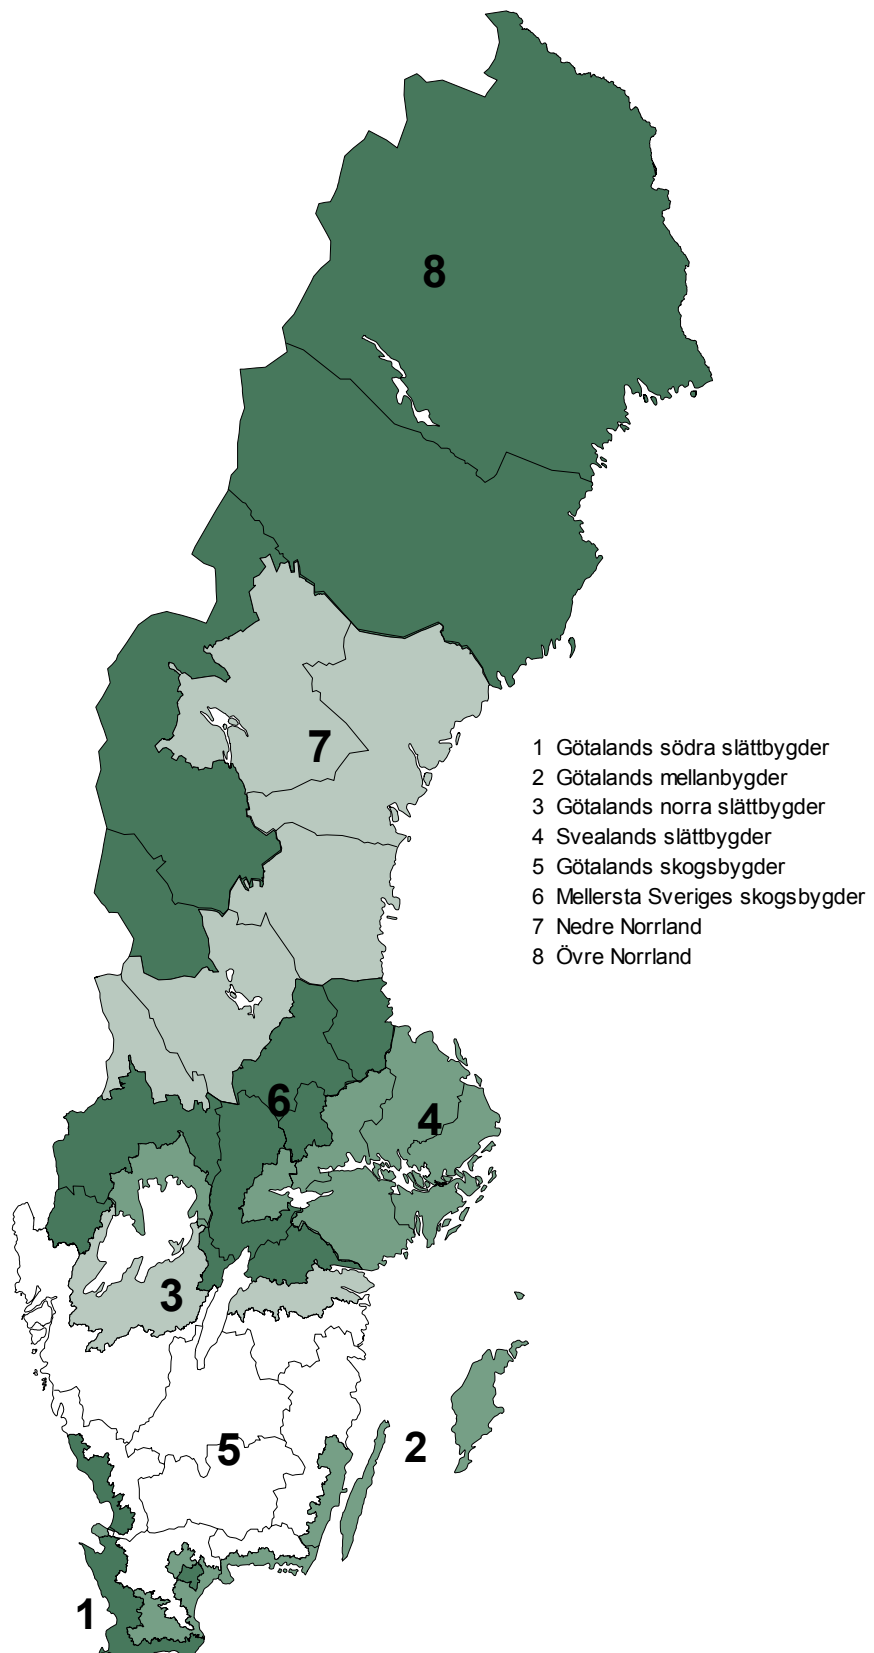 8
7
1 Götalands södra slättbygder
2 Götalands mellanbygder
3 Götalands norra slättbygder
4 Svealands slättbygder
5 Götalands skogsbygder
6 Mellersta Sveriges skogsbygder
7 Nedre Norrland
8 Övre Norrland
6
4
3
5
2
1